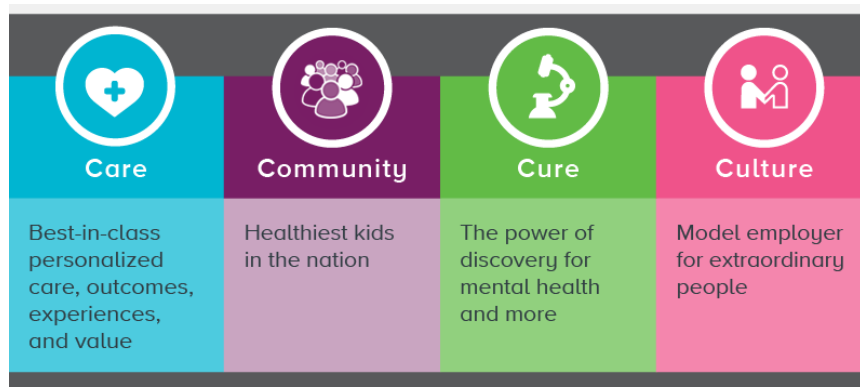 Care
Best-in-class
personalized
care, outcomes,
experiences,
and value
Community
Healthiest kids
in the nation
Cure
The power of
discovery for
mental health
and more
Culture
Model employer
for extraordinary
people